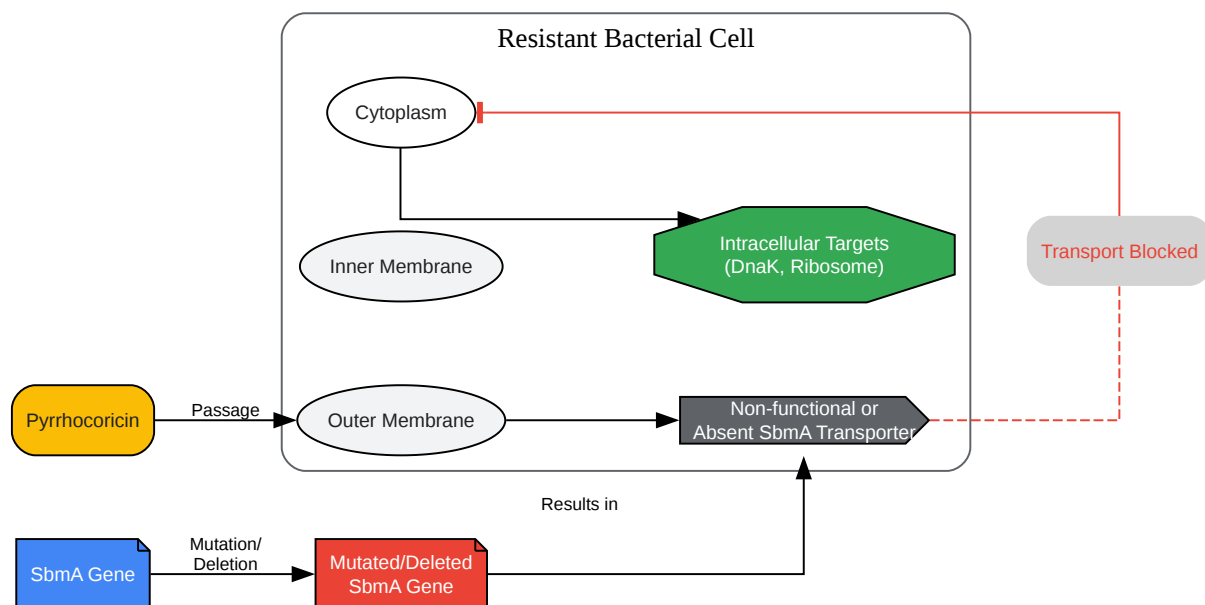 Resistant Bacterial Cell
Cytoplasm
Intracellular Targets
(DnaK, Ribosome)
Transport Blocked
Inner Membrane
Pyrrhocoricin
Passage
Outer Membrane
Non-functional or
Absent SbmA Transporter
Results in
SbmA Gene
Mutation/
Deletion
Mutated/Deleted
SbmA Gene